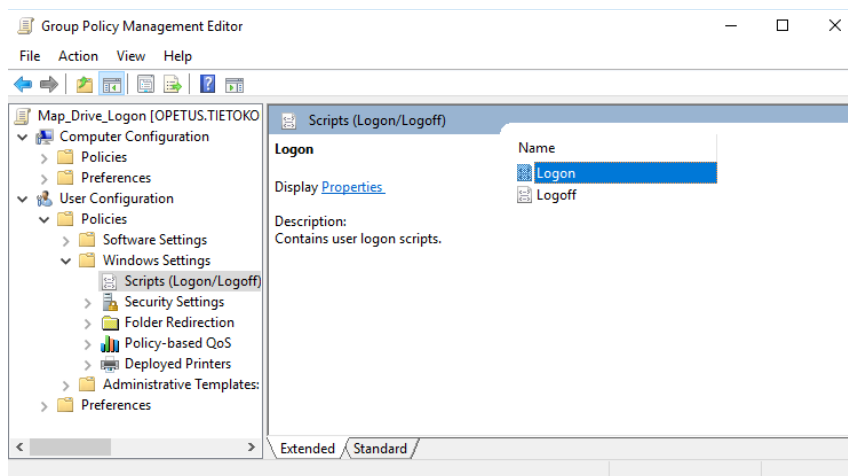 Group Policy Management Editor
File Action View Help
Map_Drive_Logon [OPETUS.TIETOKO
Computer Configuration
Policies
Preferences
User Configuration
Policies
Software Settings
Windows Settings
Scripts (Logon/Logoff)
Security Settings
Folder Redirection
Policy-based QoS
Deployed Printers
Administrative Templates:
Preferences
Scripts (Logon/Logoff)
Logon
Display Properties
Description:
Contains user logon scripts.
Name
Logon
Logoff
Extended Standard